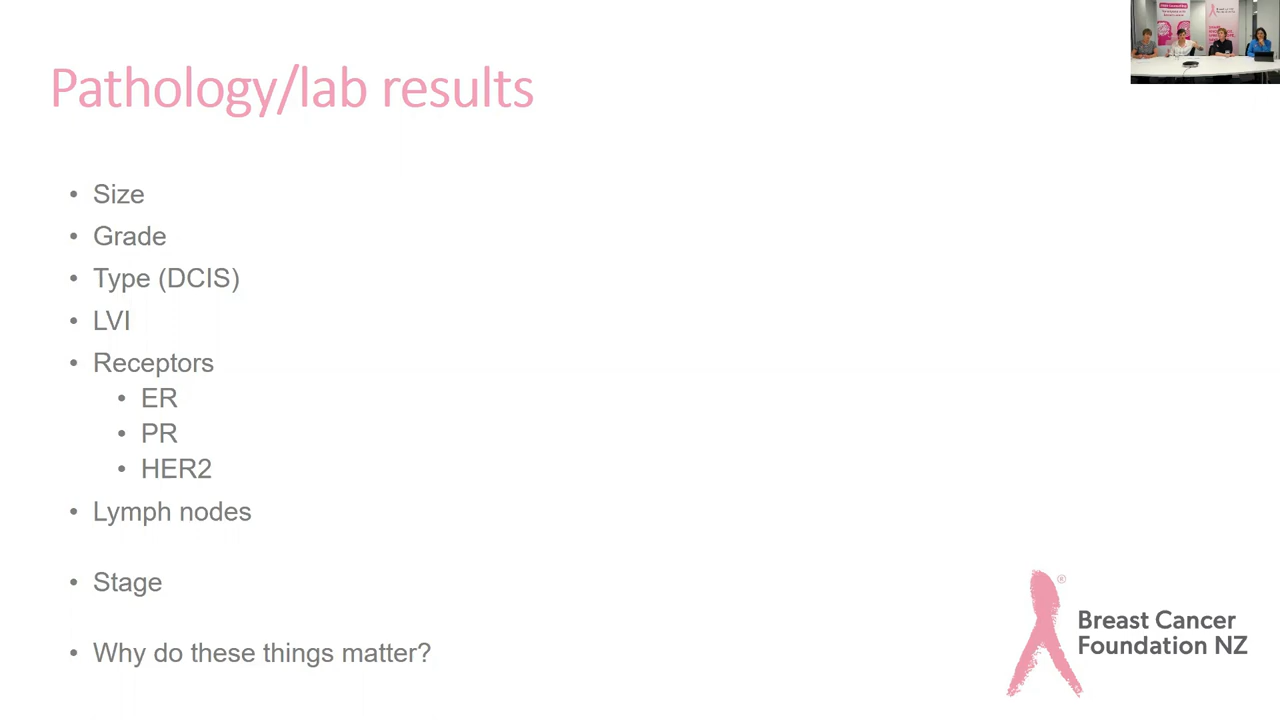 Pathology/lab results
• Size
• Grade
• Type (DCIS)
• LVI
• Receptors
• ER
• PR
• HER2
• Lymph nodes
• Stage
• Why do these things matter?
®
Breast Cancer
Foundation NZ